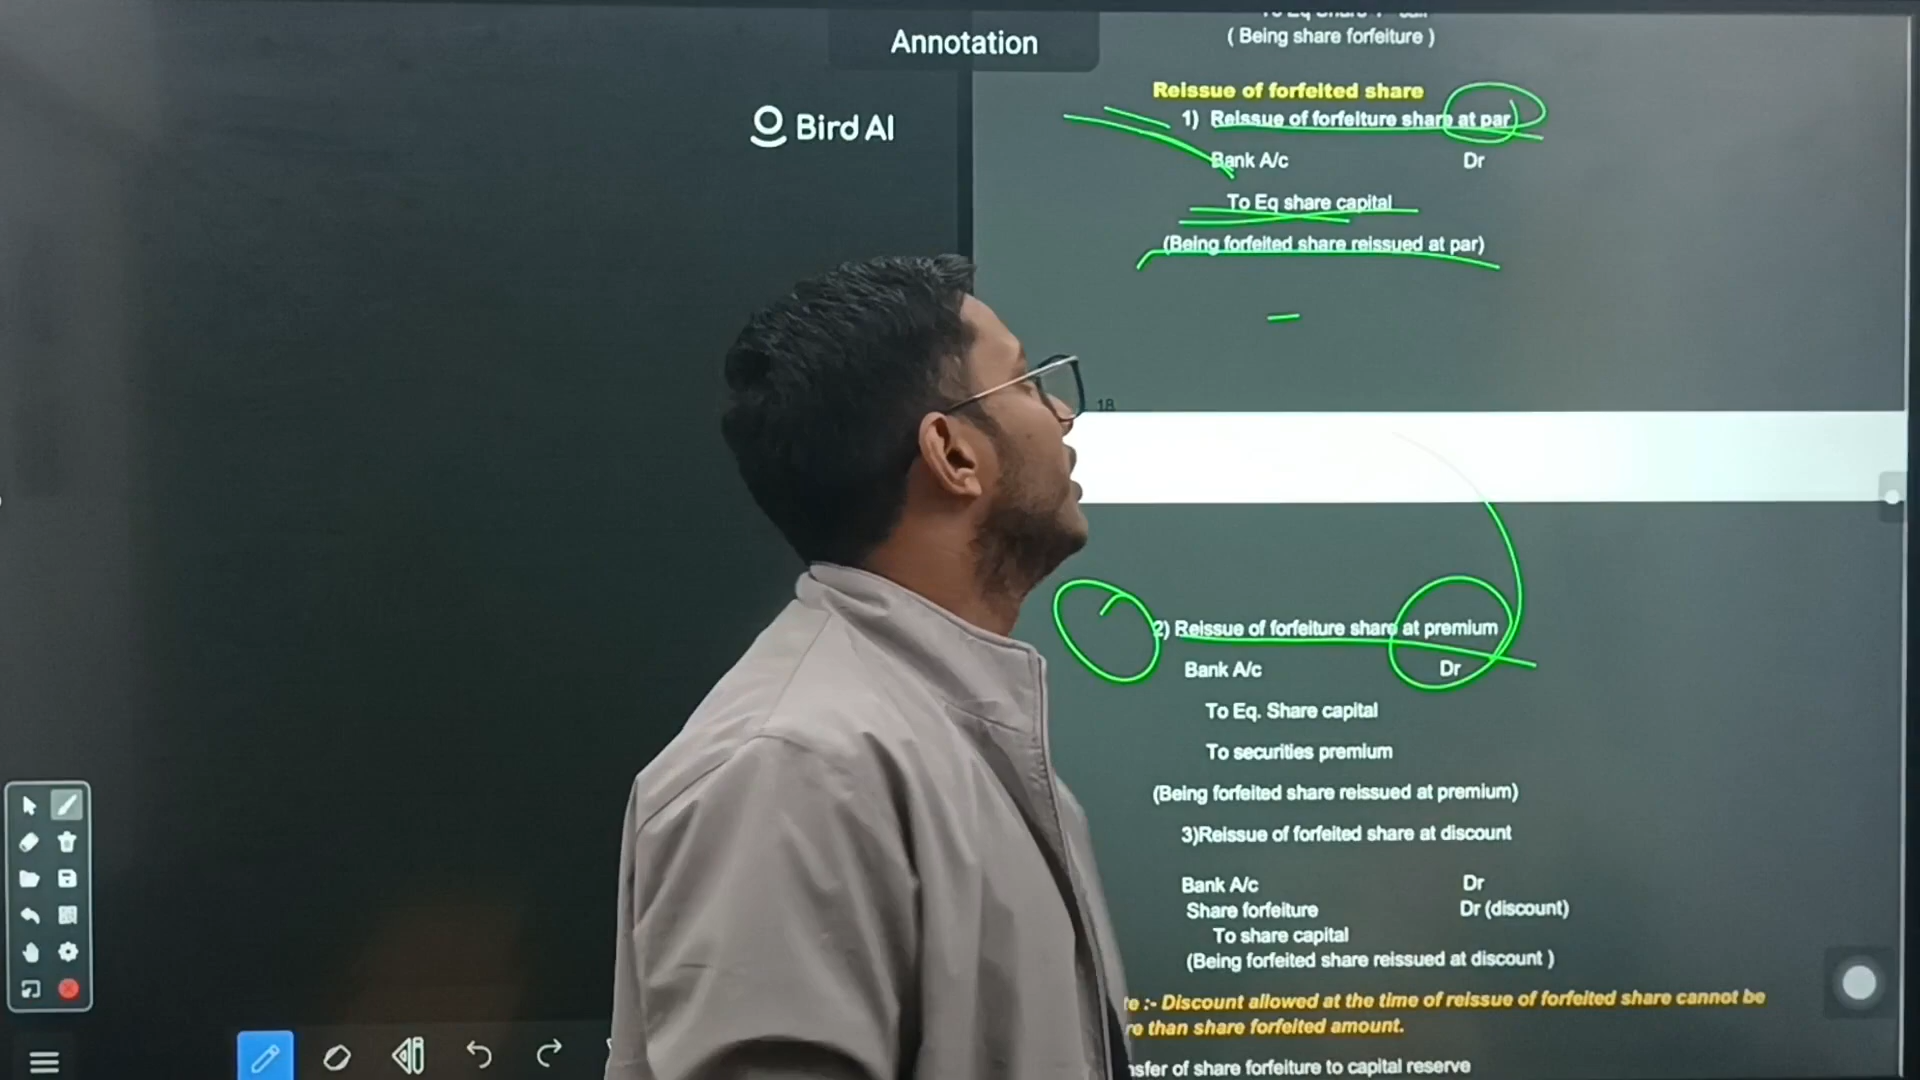 Annotation
Bird AI
( Being share forfeiture )
Reissue of forfeited share
1) Reissue of forfeiture share at par
Bank A/c Dr
To Eq share capital
(Being forfeited share reissued at par)
18
2) Reissue of forfeiture share at premium
Bank A/c Dr
To Eq. Share capital
To securities premium
(Being forfeited share reissued at premium)
3)Reissue of forfeited share at discount
Bank A/c Dr
Share forfeiture Dr (discount)
To share capital
(Being forfeited share reissued at discount )
:- Discount allowed at the time of reissue of forfeited share cannot be
than share forfeited amount.
of share forfeiture to capital reserve